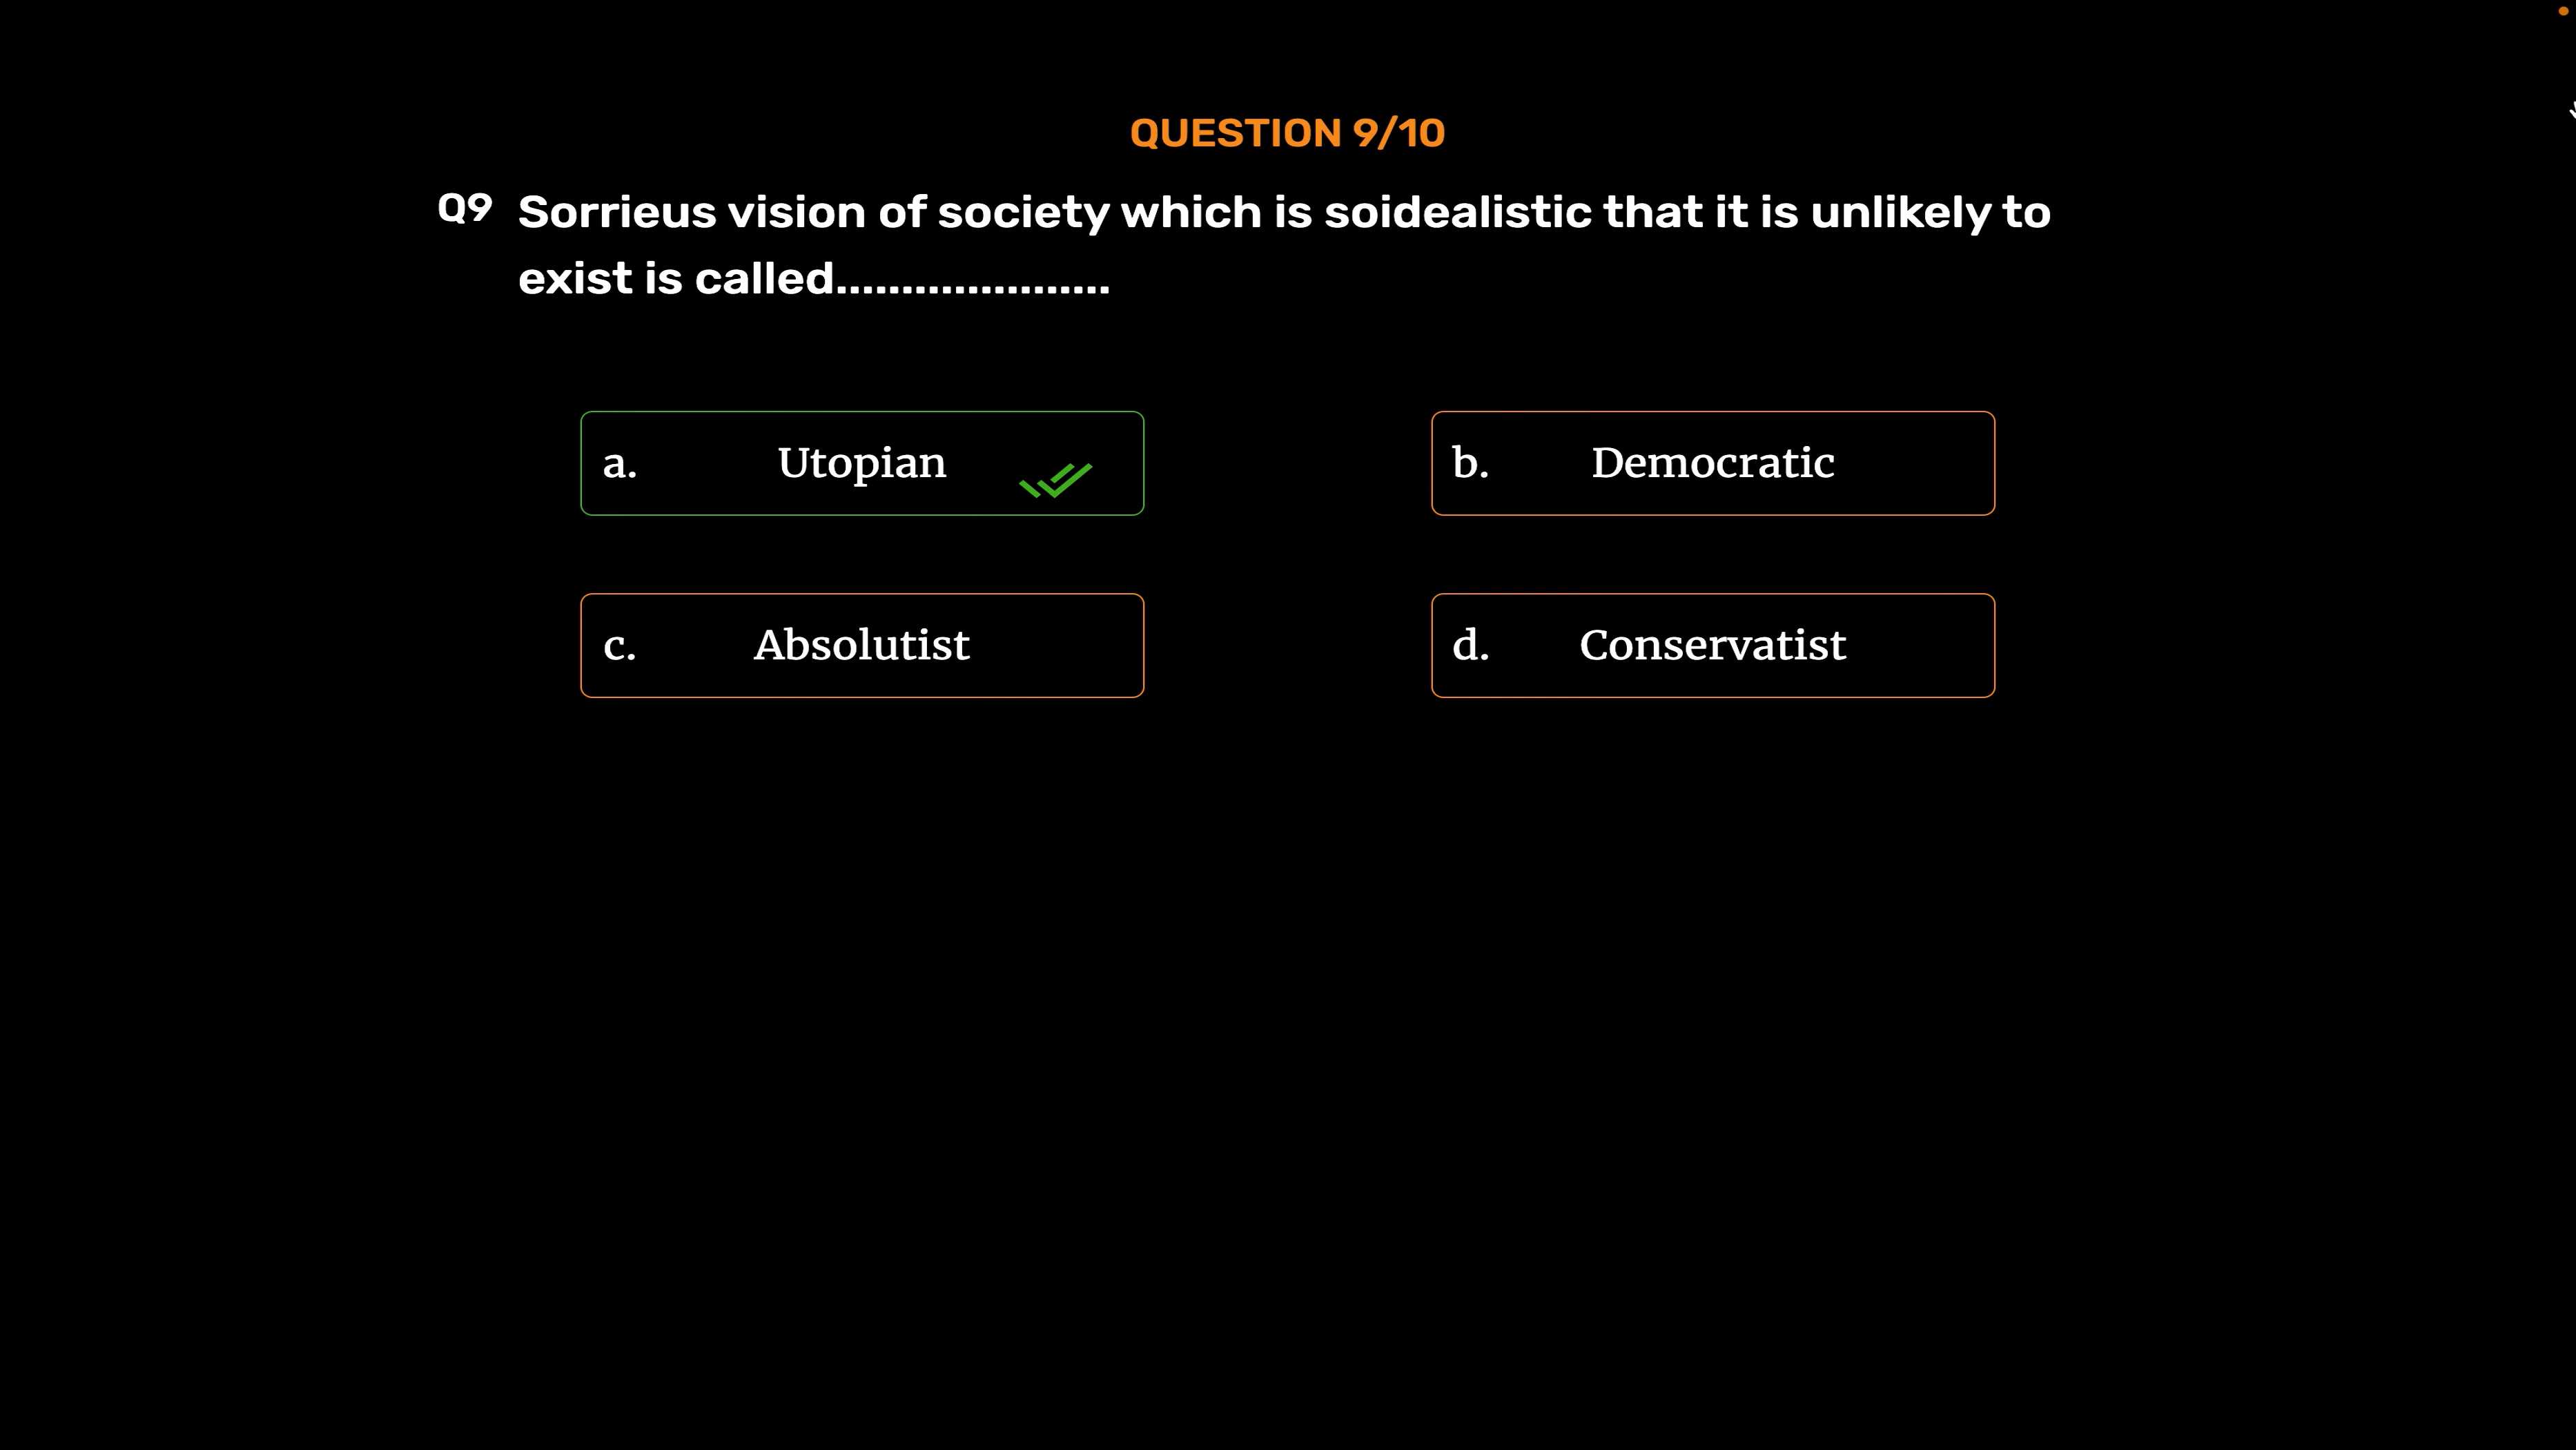 QUESTION 9/10
Q9 Sorrieus vision of society which is soidealistic that it is unlikely to
exist is called.....................
a. Utopian
b. Democratic
c. Absolutist
d. Conservatist